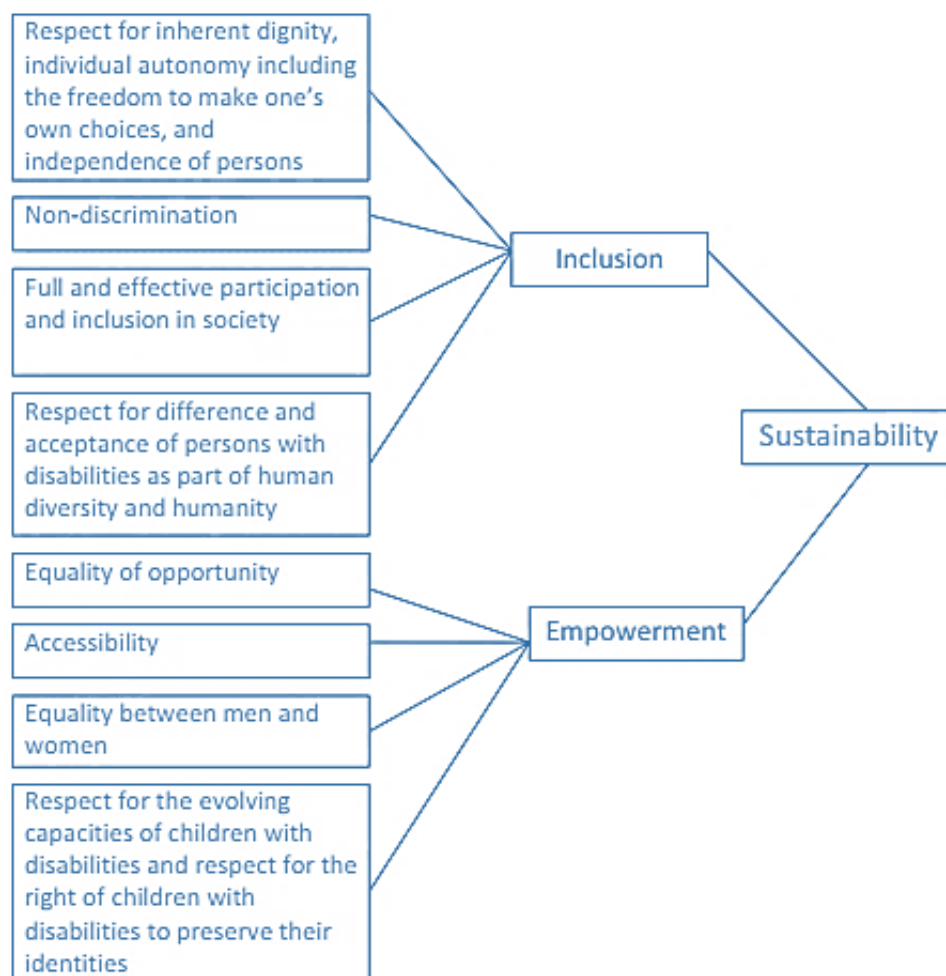 Respect for inherent dignity,
individual autonomy including
the freedom to make one's
own choices, and
independence of persons
Non-discrimination
Full and effective participation
and inclusion in society
Respect for difference and
acceptance of persons with
disabilities as part of human
diversity and humanity
Equality of opportunity
Accessibility
Equality between men and
women
Respect for the evolving
capacities of children with
disabilities and respect for the
right of children with
disabilities to preserve their
identities
Inclusion
Empowerment
Sustainability